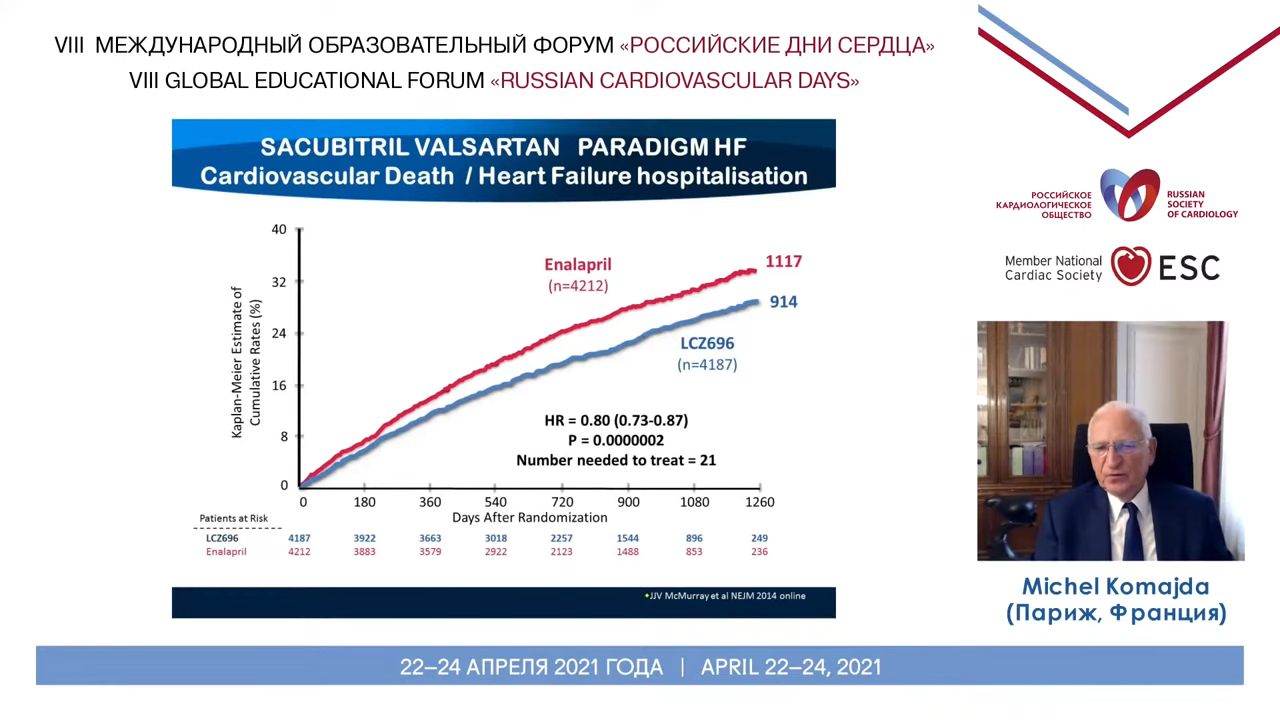 VIII МЕЖДУНАРОДНЫЙ ОБРАЗОВАТЕЛЬНЫЙ ФОРУМ «РОССИЙСКИЕ ДНИ СЕРДЦА»
VIII GLOBAL EDUCATIONAL FORUM «RUSSIAN CARDIOVASCULAR DAYS»
SACUBITRIL VALSARTAN PARADIGM HF
Cardiovascular Death / Heart Failure hospitalisation
Kaplan-Meier Estimate of
Cumulative Rates (%)
40
32
24
16
8
0
Enalapril
(n=4212)
1117
914
LCZ696
(n=4187)
HR = 0.80 (0.73-0.87)
P = 0.0000002
Number needed to treat = 21
0 180 360 540 720 900 1080 1260
Days After Randomization
Patients at Risk
LCZ696 4187 3922 3663 3018 2257 1544 896 249
Enalapril 4212 3883 3579 2922 2123 1488 853 236
•JJV McMurray et al NEJM 2014 online
РОССИЙСКОЕ
КАРДИОЛОГИЧЕСКОЕ
ОБЩЕСТВО
RUSSIAN
SOCIETY
OF CARDIOLOGY
Member National
Cardiac Society
ESC
Michel Komajda
(Париж, Франция)
22–24 АПРЕЛЯ 2021 ГОДА | APRIL 22–24, 2021